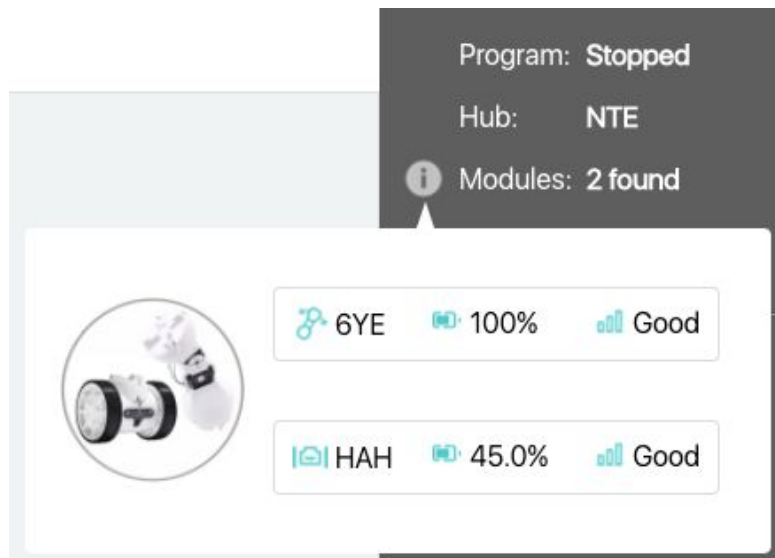 Program: Stopped
Hub: NTE
i Modules: 2 found
6YE 100% Good
HAH 45.0% Good